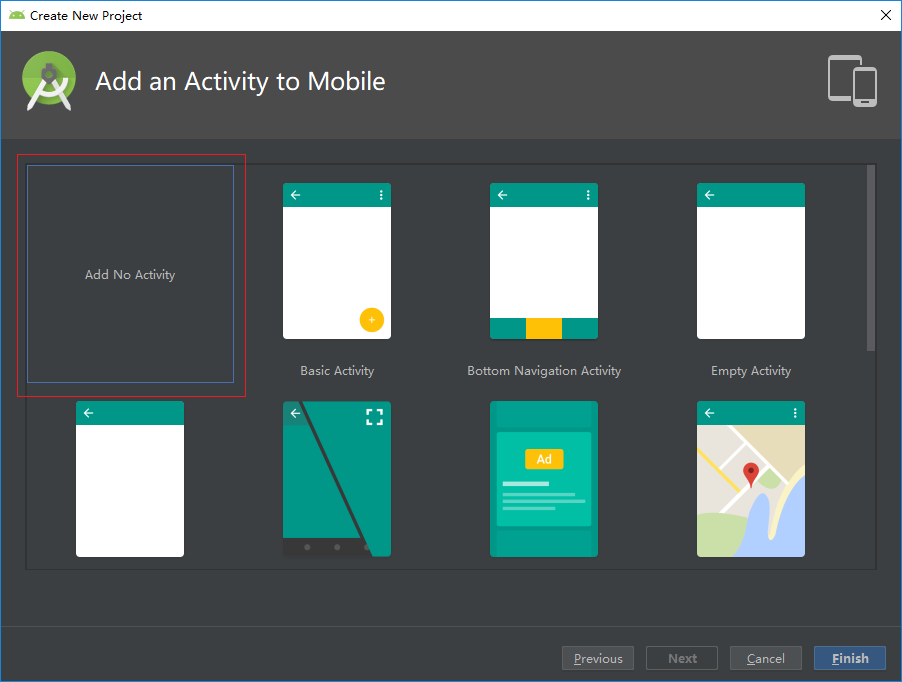 Create New Project
Add an Activity to Mobile
Add No Activity
Basic Activity
Bottom Navigation Activity
Empty Activity
Ad
Previous
Next
Cancel
Finish